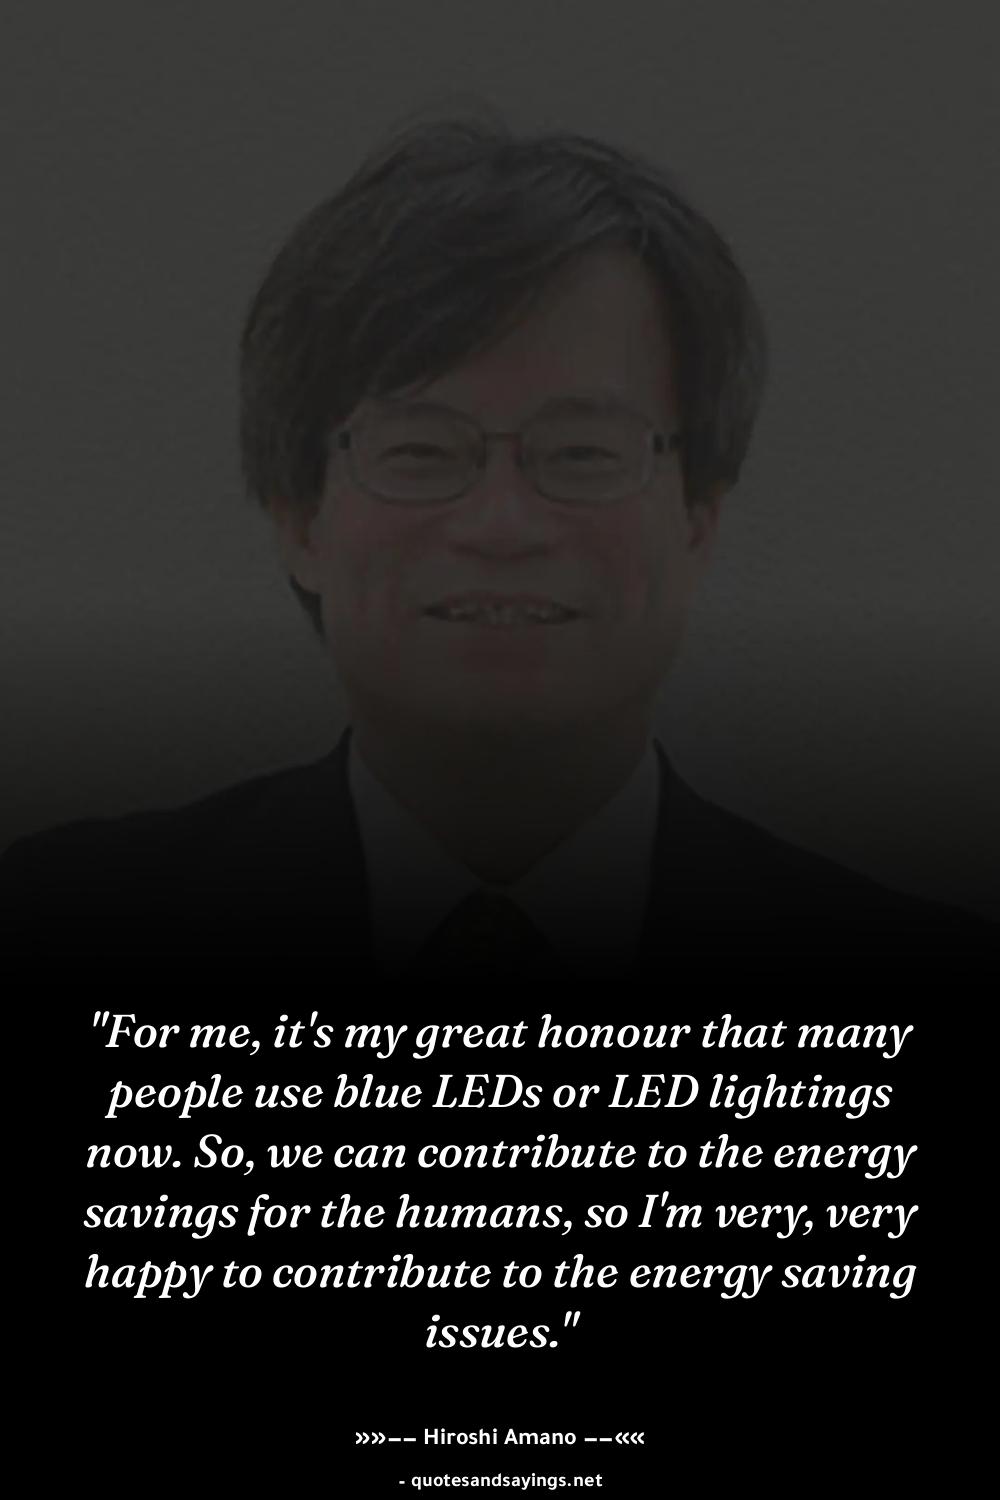 "For me, it's my great honour that many
people use blue LEDs or LED lightings
now. So, we can contribute to the energy
savings for the humans, so I'm very, very
happy to contribute to the energy saving
issues."
»»–– Hiroshi Amano ––««
- quotesandsayings.net